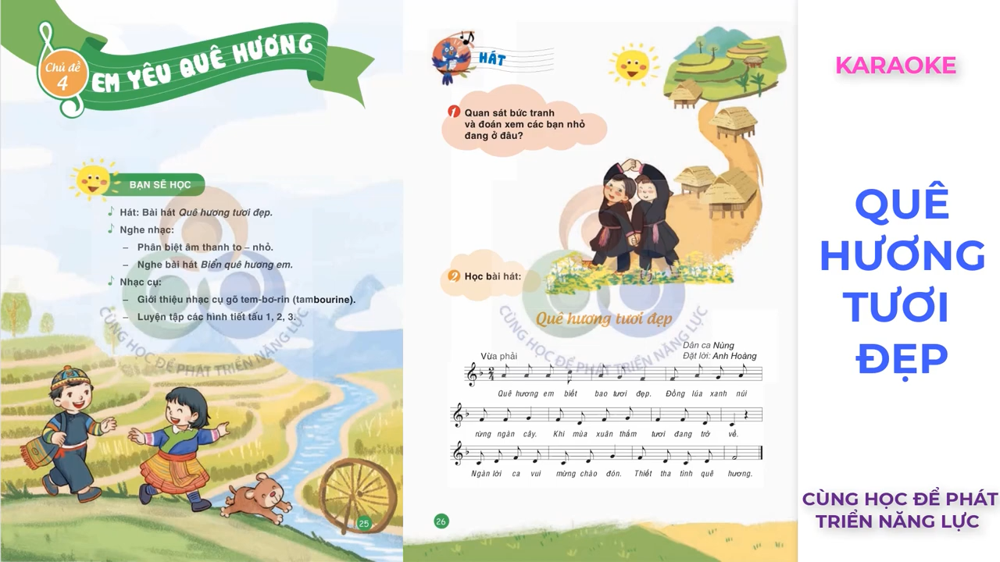 Chủ đề
4
EM YÊU QUÊ HƯƠNG
BẠN SẼ HỌC
Hát: Bài hát Quê hương tươi đẹp.
Nghe nhạc:
– Phân biệt âm thanh to – nhỏ.
– Nghe bài hát Biển quê hương em.
Nhạc cụ:
– Giới thiệu nhạc cụ gõ tem-bơ-rin (tambourine).
– Luyện tập các hình tiết tấu 1, 2, 3.
CÙNG HỌC ĐỂ PHÁT TRIỂN NĂNG LỰC
25
HÁT
1 Quan sát bức tranh
và đoán xem các bạn nhỏ
đang ở đâu?
2 Học bài hát:
Quê hương tươi đẹp
Dân ca Nùng
Vừa phải
Đặt lời: Anh Hoàng
2
4
Quê hương em biết bao tươi đẹp. Đồng lúa xanh núi
rừng ngàn cây. Khi mùa xuân thắm tươi đang trở về.
Ngàn lời ca vui mừng chào đón. Thiết tha tình quê hương.
CÙNG HỌC ĐỂ PHÁT TRIỂN NĂNG LỰC
26
KARAOKE
QUÊ
HƯƠNG
TƯƠI
ĐẸP
CÙNG HỌC ĐỂ PHÁT
TRIỂN NĂNG LỰC